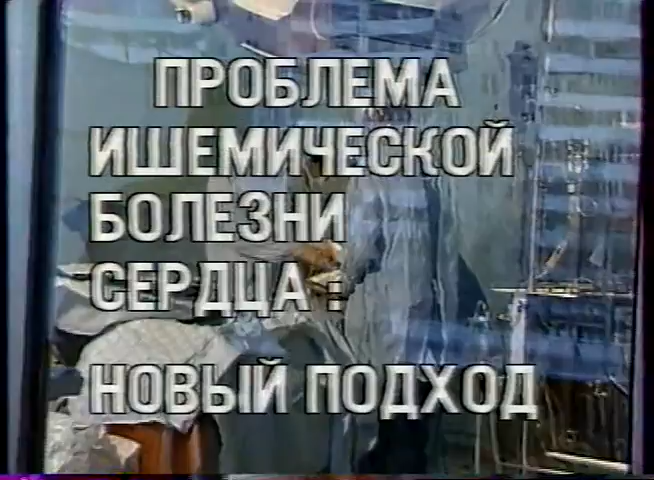 ПРОБЛЕМА
ИШЕМИЧЕСКОЙ
БОЛЕЗНИ
СЕРДЦА :
НОВЫЙ ПОДХОД